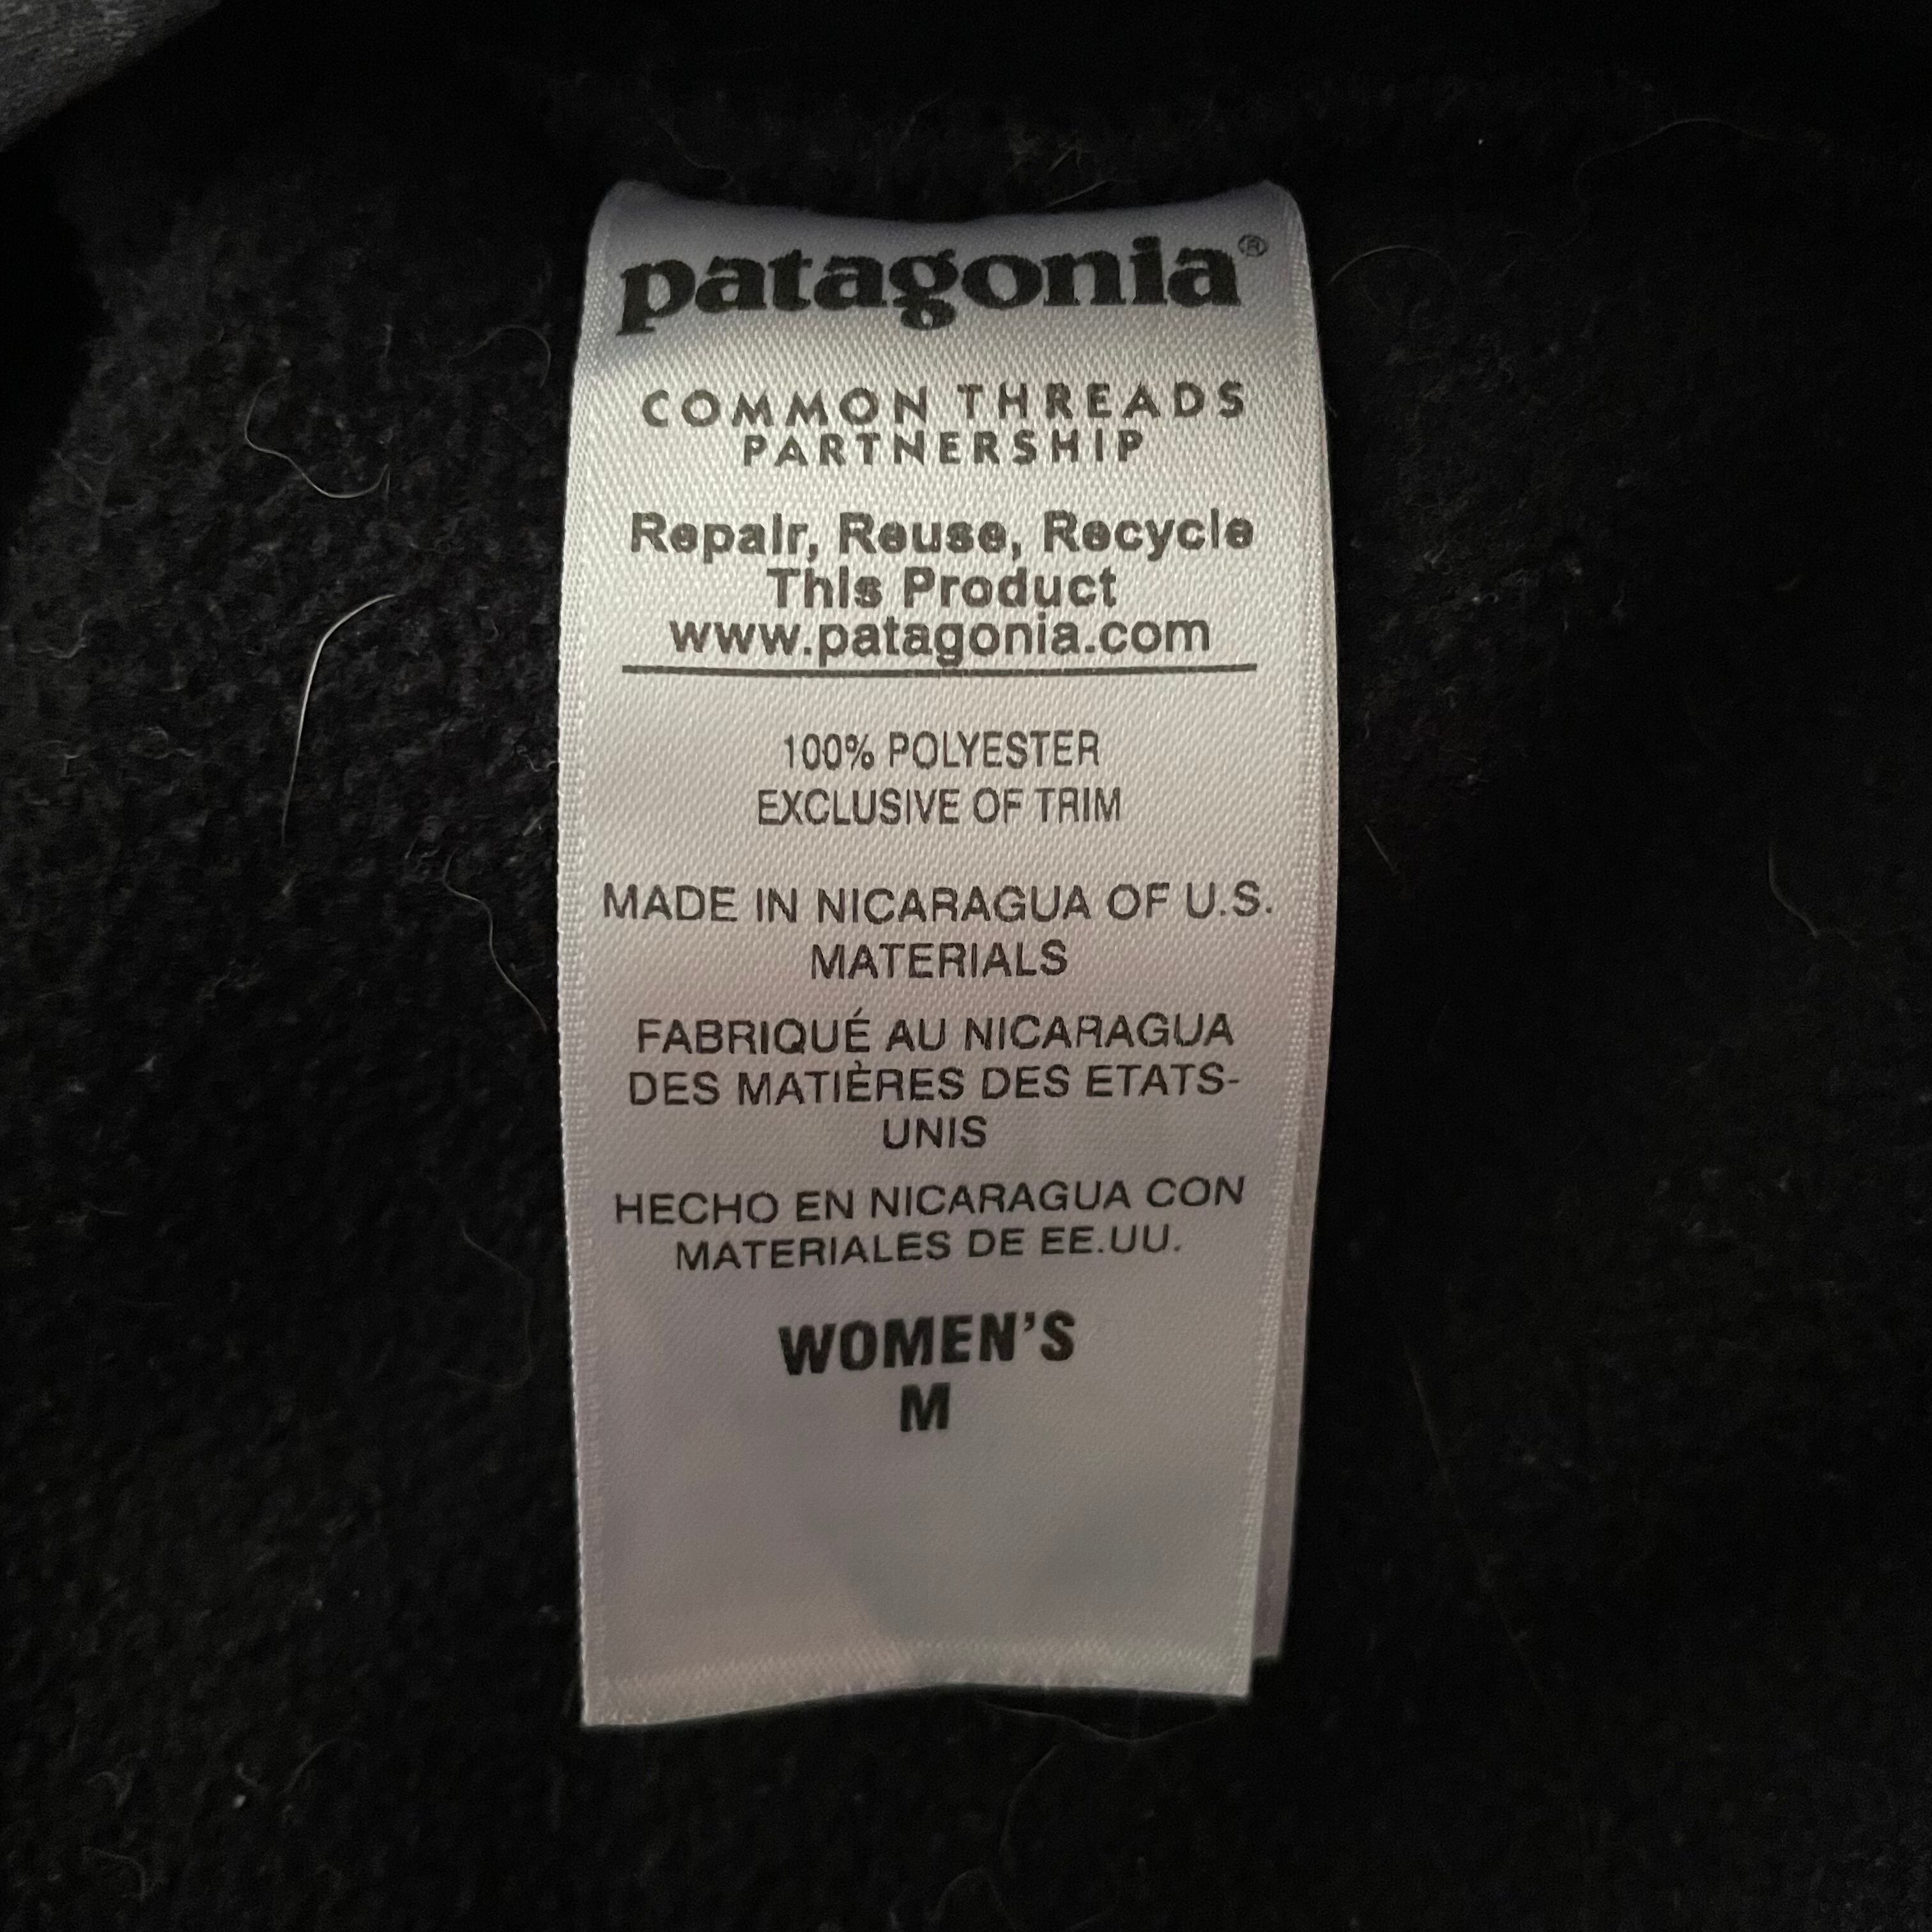 patagonia®
COMMON THREADS
PARTNERSHIP
Repair, Reuse, Recycle
This Product
www.patagonia.com
100% POLYESTER
EXCLUSIVE OF TRIM
MADE IN NICARAGUA OF U.S.
MATERIALS
FABRIQUÉ AU NICARAGUA
DES MATIÈRES DES ETATS-
UNIS
HECHO EN NICARAGUA CON
MATERIALES DE EE.UU.
WOMEN'S
M